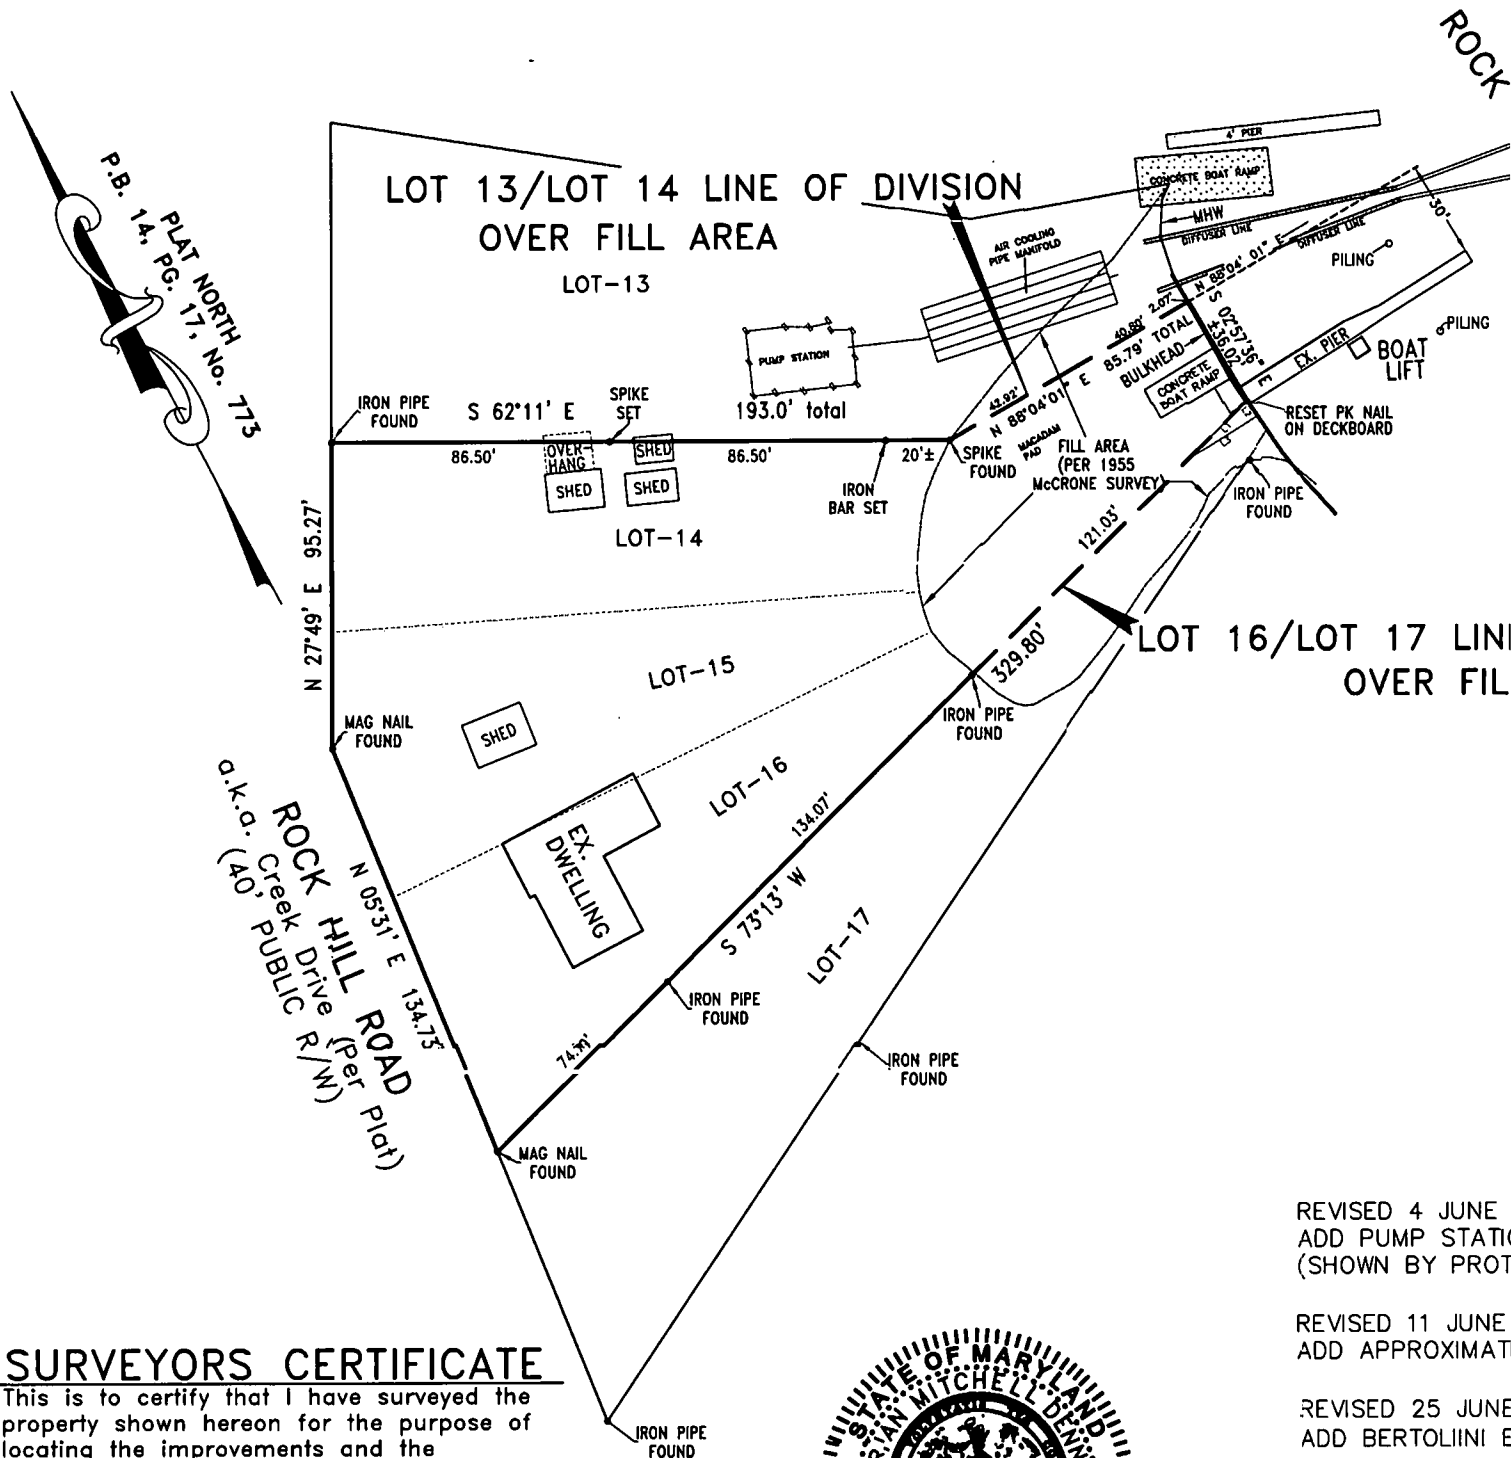 ROCK
P.B. 14, PG. 17, No. 773
PLAT NORTH
LOT 13/LOT 14 LINE OF DIVISION
OVER FILL AREA
LOT-13
4' PIER
CONCRETE BOAT RAMP
MHW
DIFFUSER LINE
DIFFUSER LINE
30'
PILING
PILING
AIR COOLING
PIPE MANIFOLD
PUMP STATION
N 88°04' 01" E
2.07'
40.80'
85.79' TOTAL
BULKHEAD
S 02°57'36" E
±36.02'
EX. PIER
BOAT
LIFT
CONCRETE
BOAT RAMP
RESET PK NAIL
ON DECKBOARD
42.92'
N 88°04'01" E
MACADAM
PAD
FILL AREA
(PER 1955
McCRONE SURVEY)
IRON PIPE
FOUND
S 62°11' E
SPIKE
SET
193.0' total
86.50'
OVER-
HANG
SHED
86.50'
20'±
SPIKE
FOUND
SHED
SHED
IRON
BAR SET
IRON PIPE
FOUND
LOT-14
121.03'
N 27°49' E 95.27'
LOT 16/LOT 17 LIN
OVER FIL
329.80'
LOT-15
IRON PIPE
FOUND
MAG NAIL
FOUND
SHED
LOT-16
134.07'
EX.
DWELLING
ROCK HILL ROAD
a.k.a. Creek Drive (Per Plat)
(40' PUBLIC R/W)
N 05°31' E 134.73'
S 73°13' W
LOT-17
IRON PIPE
FOUND
IRON PIPE
FOUND
MAG NAIL
FOUND
IRON PIPE
FOUND
REVISED 4 JUNE
ADD PUMP STATI
(SHOWN BY PROT
REVISED 11 JUNE
ADD APPROXIMAT
REVISED 25 JUNE
ADD BERTOLIINI E
SURVEYORS CERTIFICATE
This is to certify that I have surveyed the
property shown hereon for the purpose of
locating the improvements and the
STATE OF MARYLAND
RIAN MITCHELL DENN